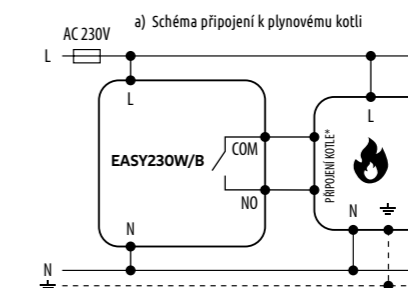 a) Schéma připojení k plynovému kotli
AC 230V
L
L
L
EASY230W/B
COM
NO
PŘIPOJENÍ KOTLE*
N
N
N